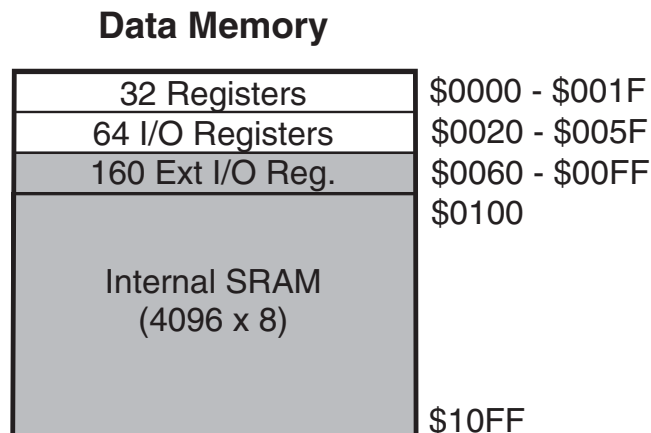 Data Memory
32 Registers $0000 - $001F
64 I/O Registers $0020 - $005F
160 Ext I/O Reg. $0060 - $00FF
$0100
Internal SRAM
(4096 x 8)
$10FF